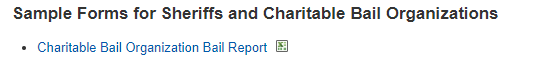 Sample Forms for Sheriffs and Charitable Bail Organizations
Charitable Bail Organization Bail Report